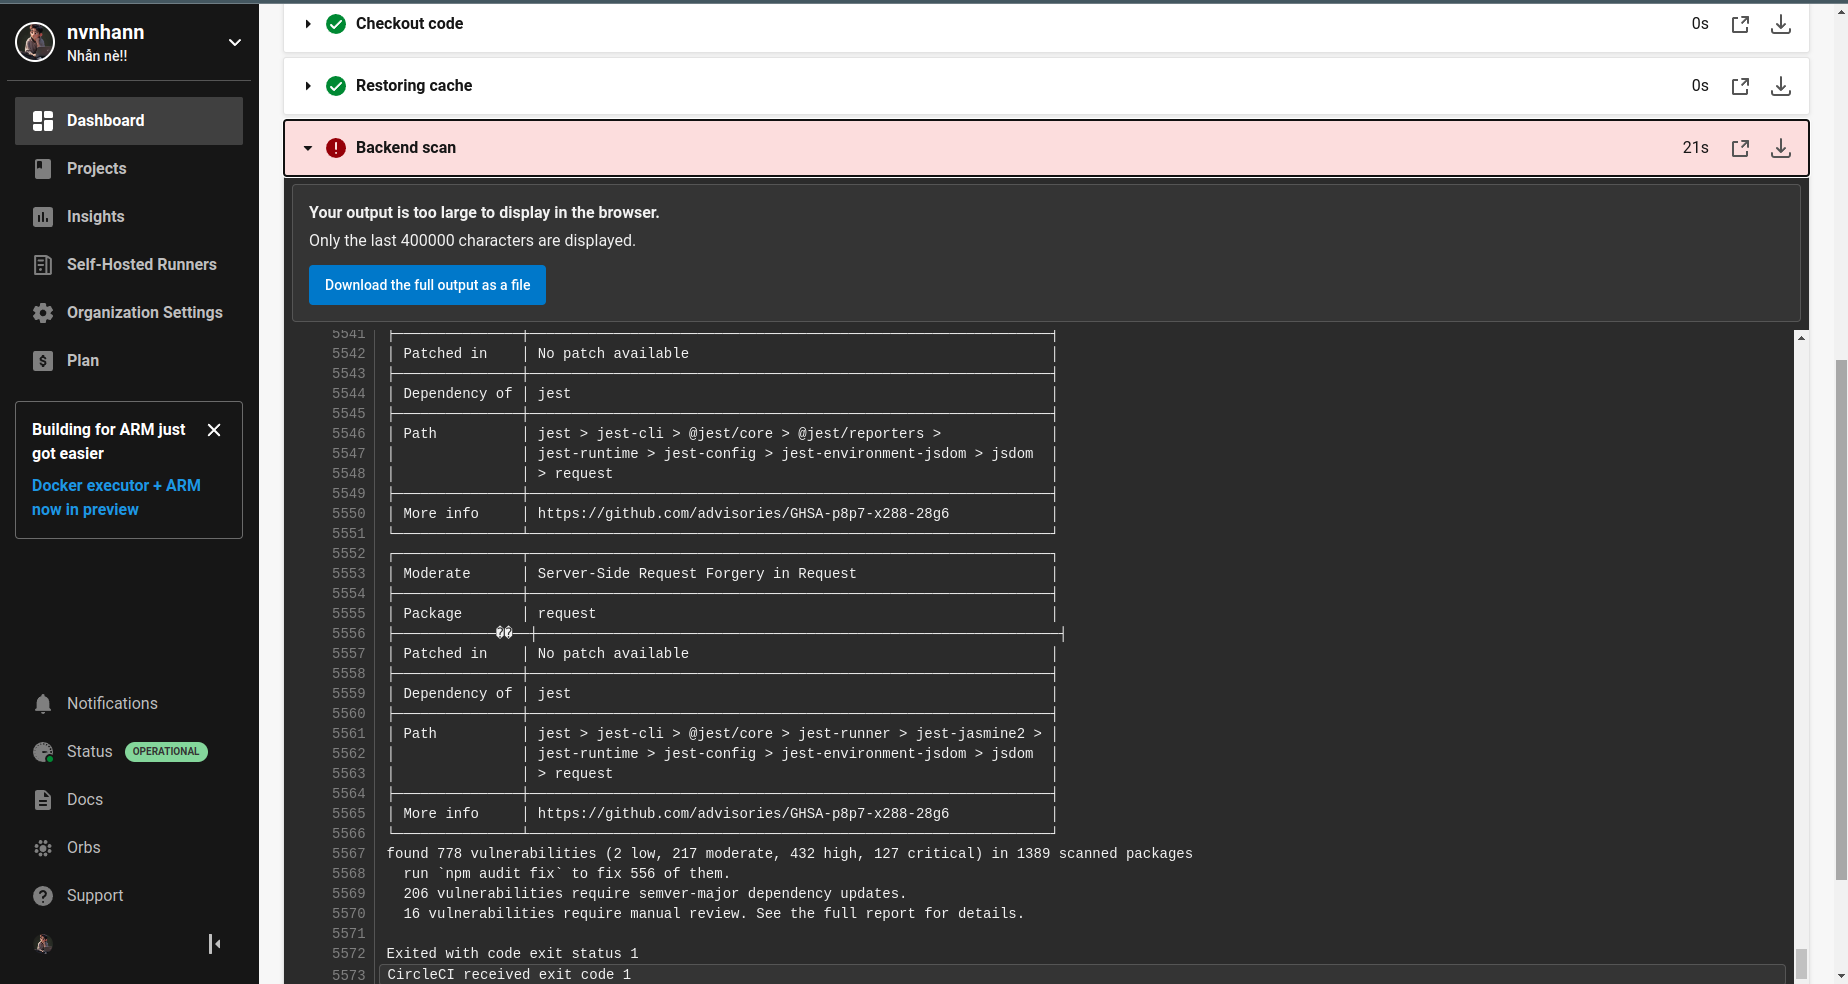 nvnhann
Nhẫn nè!!
Dashboard
Projects
Insights
Self-Hosted Runners
Organization Settings
Plan
Building for ARM just
got easier
Docker executor + ARM
now in preview
Notifications
Status OPERATIONAL
Docs
Orbs
Support
Checkout code 0s
Restoring cache 0s
Backend scan 21s
Your output is too large to display in the browser.
Only the last 400000 characters are displayed.
Download the full output as a file
5541
5542 │ Patched in │ No patch available │
5543
5544 │ Dependency of │ jest │
5545
5546 │ Path │ jest > jest-cli > @jest/core > @jest/reporters > │
5547 │ │ jest-runtime > jest-config > jest-environment-jsdom > jsdom │
5548 │ │ > request │
5549
5550 │ More info │ https://github.com/advisories/GHSA-p8p7-x288-28g6 │
5551
5552
5553 │ Moderate │ Server-Side Request Forgery in Request │
5554
5555 │ Package │ request │
5556 ��
5557 │ Patched in │ No patch available │
5558
5559 │ Dependency of │ jest │
5560
5561 │ Path │ jest > jest-cli > @jest/core > jest-runner > jest-jasmine2 > │
5562 │ │ jest-runtime > jest-config > jest-environment-jsdom > jsdom │
5563 │ │ > request │
5564
5565 │ More info │ https://github.com/advisories/GHSA-p8p7-x288-28g6 │
5566
5567 found 778 vulnerabilities (2 low, 217 moderate, 432 high, 127 critical) in 1389 scanned packages
5568 run `npm audit fix` to fix 556 of them.
5569 206 vulnerabilities require semver-major dependency updates.
5570 16 vulnerabilities require manual review. See the full report for details.
5571
5572 Exited with code exit status 1
5573 CircleCI received exit code 1